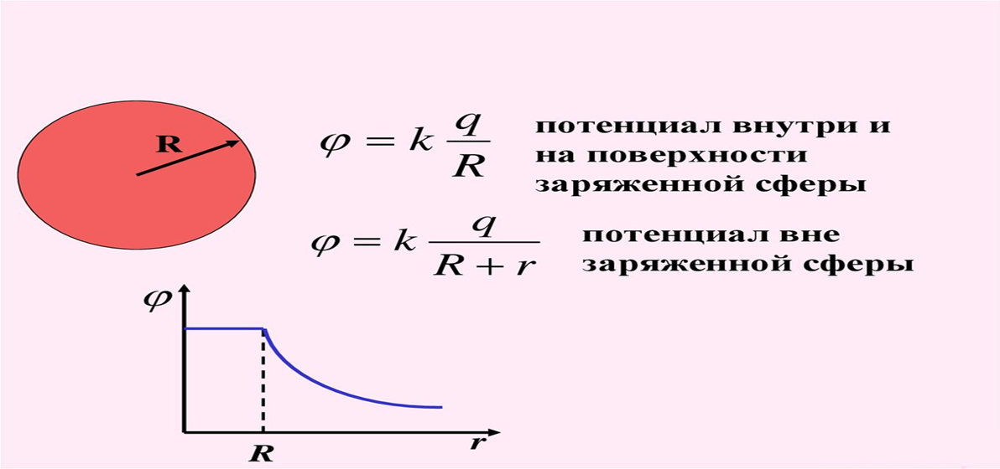 R
φ = k q/R
потенциал внутри и
на поверхности
заряженной сферы
φ = k q/(R + r)
потенциал вне
заряженной сферы
φ
r
R